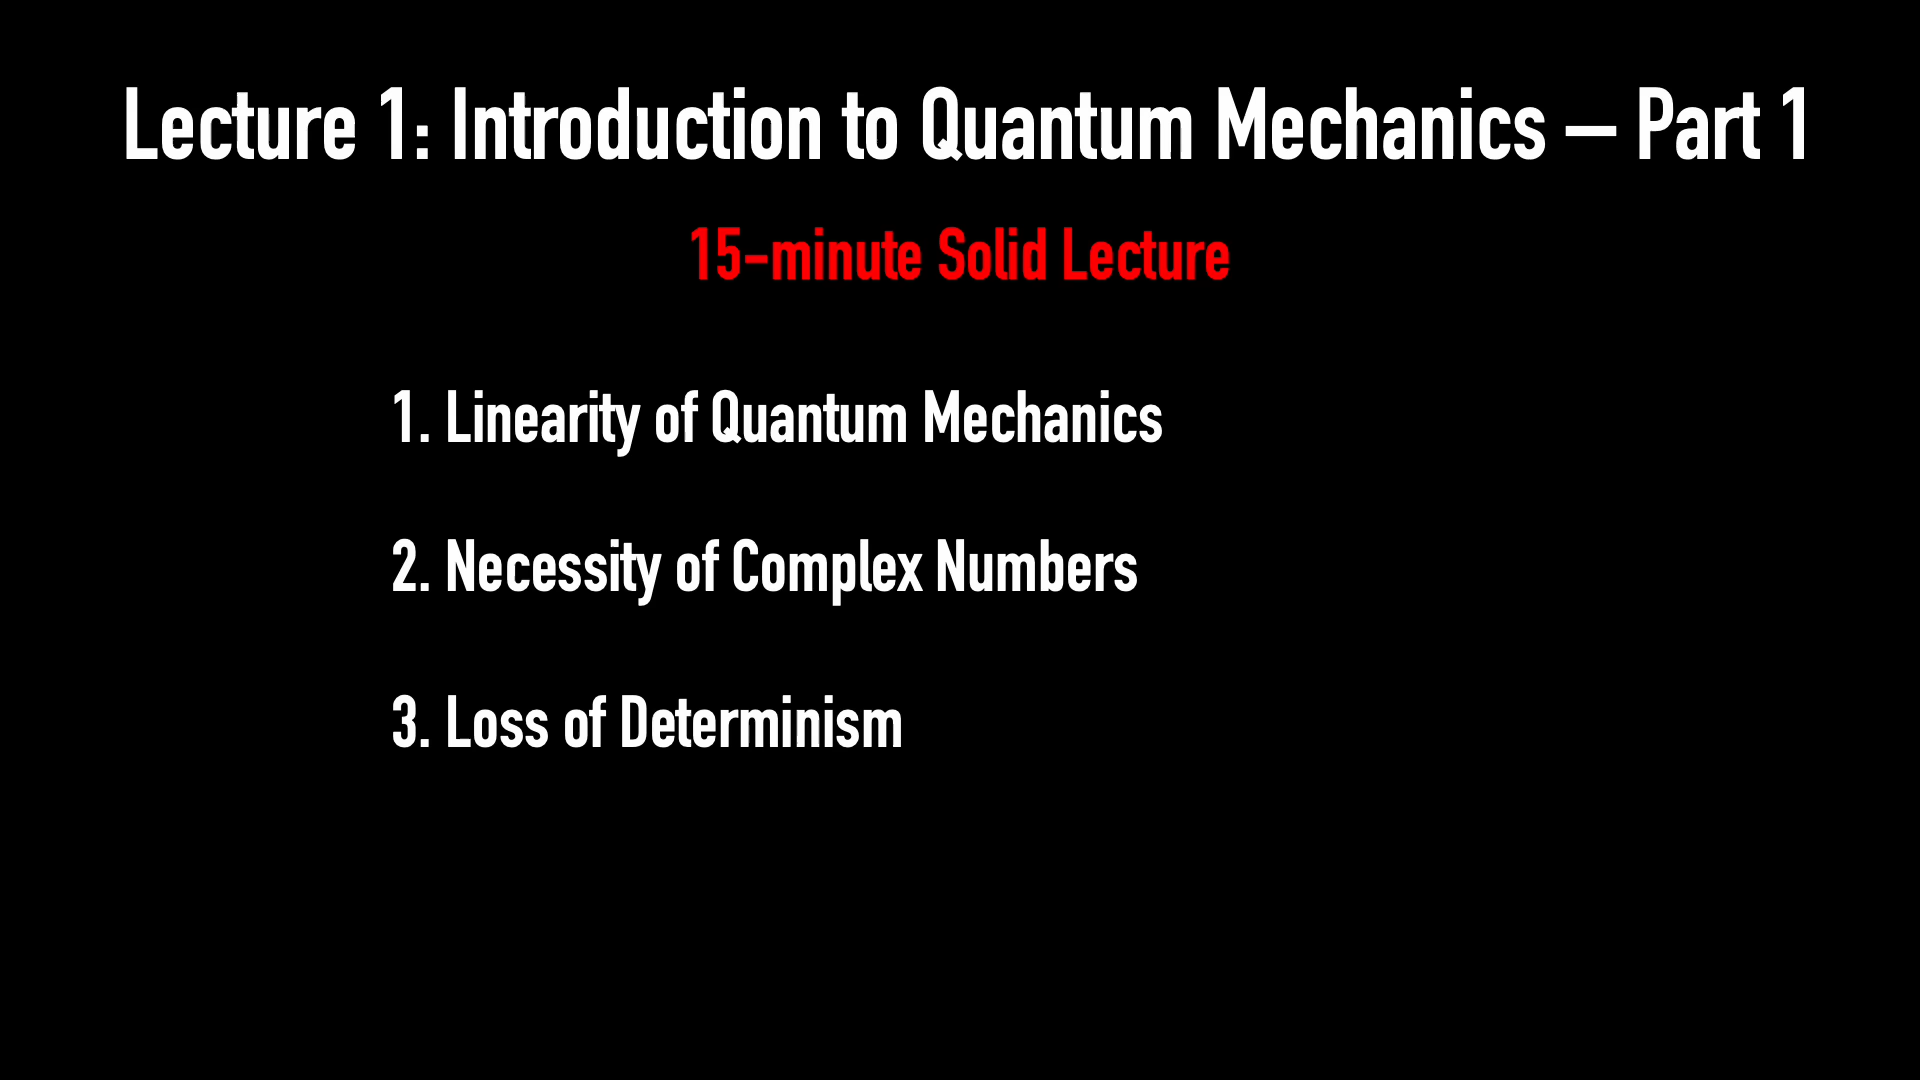 Lecture 1: Introduction to Quantum Mechanics – Part 1
15-minute Solid Lecture
1. Linearity of Quantum Mechanics
2. Necessity of Complex Numbers
3. Loss of Determinism